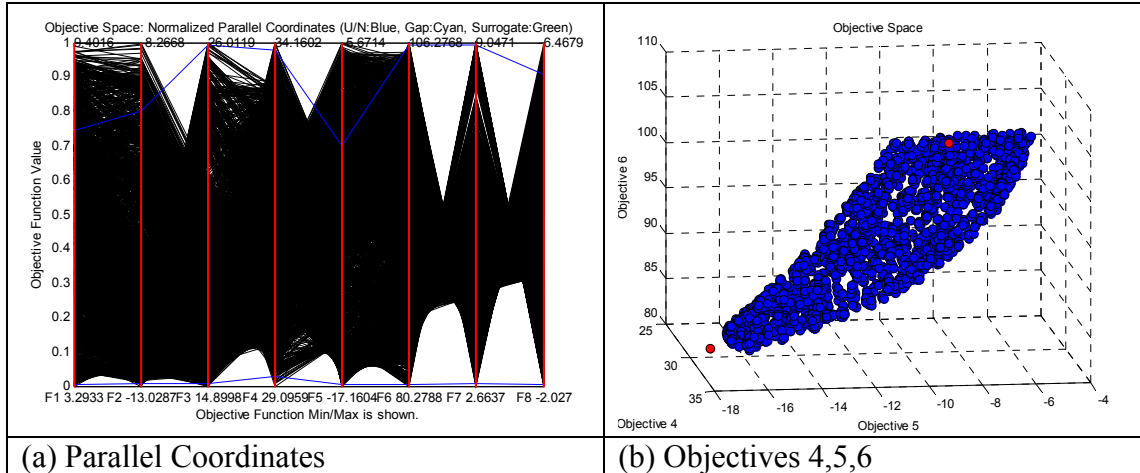 Objective Space: Normalized Parallel Coordinates (U/N:Blue, Gap:Cyan, Surrogate:Green)
9.4016 8.2668 26.0119 34.1602 -5.6714 106.2768 9.0471 6.4679
1
0.9
0.8
0.7
0.6
0.5
0.4
0.3
0.2
0.1
0
Objective Function Value
F1 3.2933 F2 -13.0287 F3 14.8998 F4 29.0959 F5 -17.1604 F6 80.2788 F7 2.6637 F8 -2.027
Objective Function Min/Max is shown.
(a) Parallel Coordinates
Objective Space
110
105
100
95
90
85
80
Objective 6
25
30
35
Objective 4
-18 -16 -14 -12 -10 -8 -6 -4
Objective 5
(b) Objectives 4,5,6